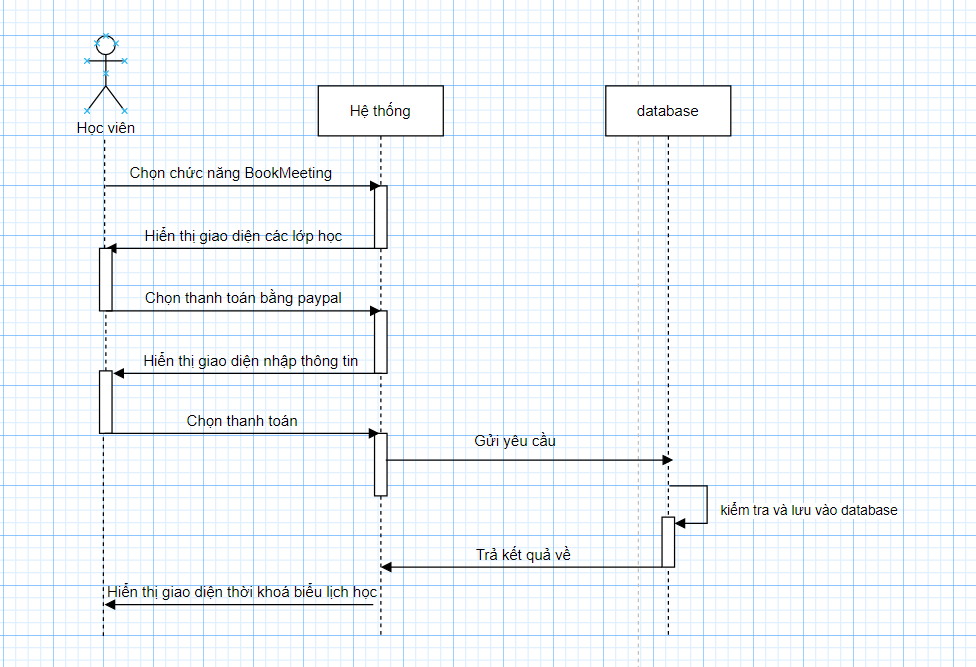 Học viên
Hệ thống
database
Chọn chức năng BookMeeting
Hiển thị giao diện các lớp học
Chọn thanh toán bằng paypal
Hiển thị giao diện nhập thông tin
Chọn thanh toán
Gửi yêu cầu
kiểm tra và lưu vào database
Trả kết quả về
Hiển thị giao diện thời khoá biểu lịch học